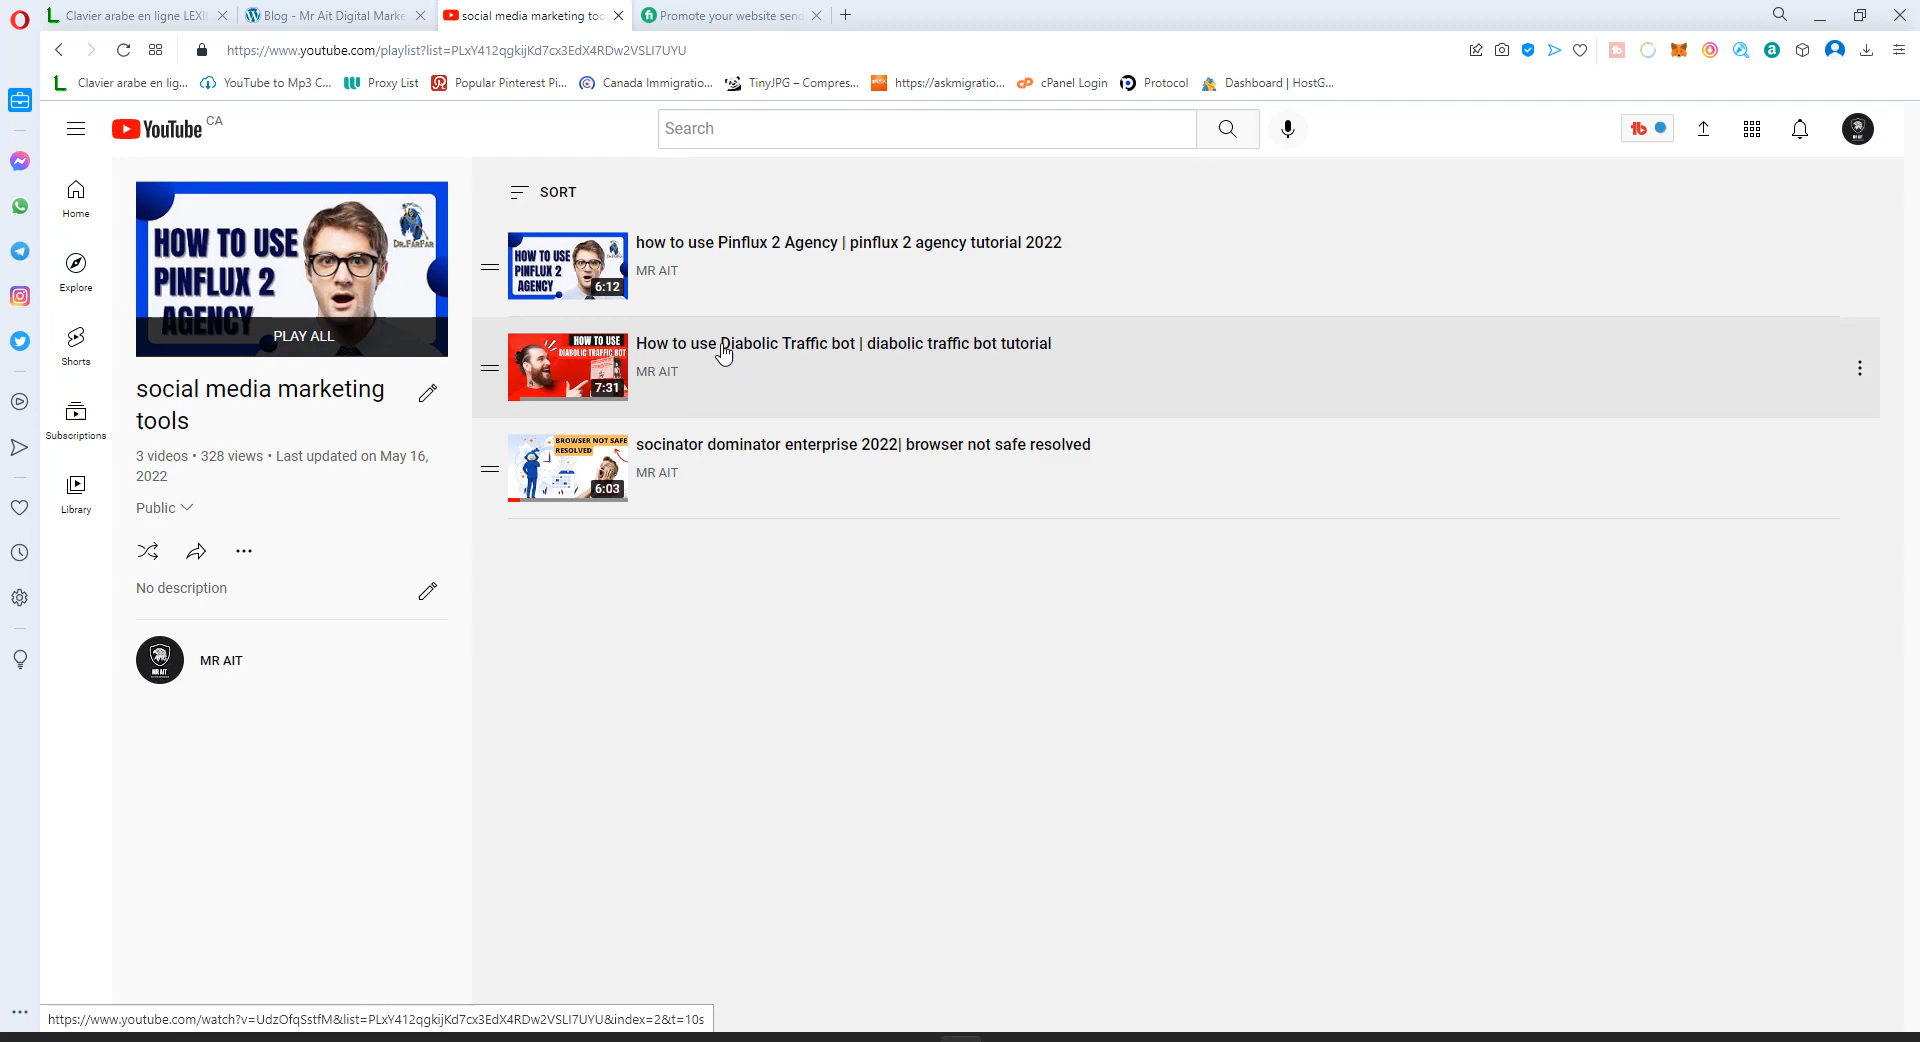 Clavier arabe en ligne LEXI
Blog - Mr Ait Digital Marke
social media marketing too
Promote your website send
https://www.youtube.com/playlist?list=PLxY412qgkijKd7cx3EdX4RDw2VSLI7UYU
Clavier arabe en lig...
YouTube to Mp3 C...
Proxy List
Popular Pinterest Pi...
Canada Immigratio...
TinyJPG – Compres...
https://askmigratio...
cPanel Login
Protocol
Dashboard | HostG...
YouTube CA
Search
Home
Explore
Shorts
Subscriptions
Library
HOW TO USE
PINFLUX 2
AGENCY
DR.FARFAR
PLAY ALL
social media marketing
tools
3 videos • 328 views • Last updated on May 16,
2022
Public
No description
MR AIT
SORT
HOW TO USE
PINFLUX 2
AGENCY
6:12
how to use Pinflux 2 Agency | pinflux 2 agency tutorial 2022
MR AIT
HOW TO USE
DIABOLIC TRAFFIC BOT
7:31
How to use Diabolic Traffic bot | diabolic traffic bot tutorial
MR AIT
BROWSER NOT SAFE
RESOLVED
6:03
socinator dominator enterprise 2022| browser not safe resolved
MR AIT
https://www.youtube.com/watch?v=UdzOfqSstfM&list=PLxY412qgkijKd7cx3EdX4RDw2VSLI7UYU&index=2&t=10s